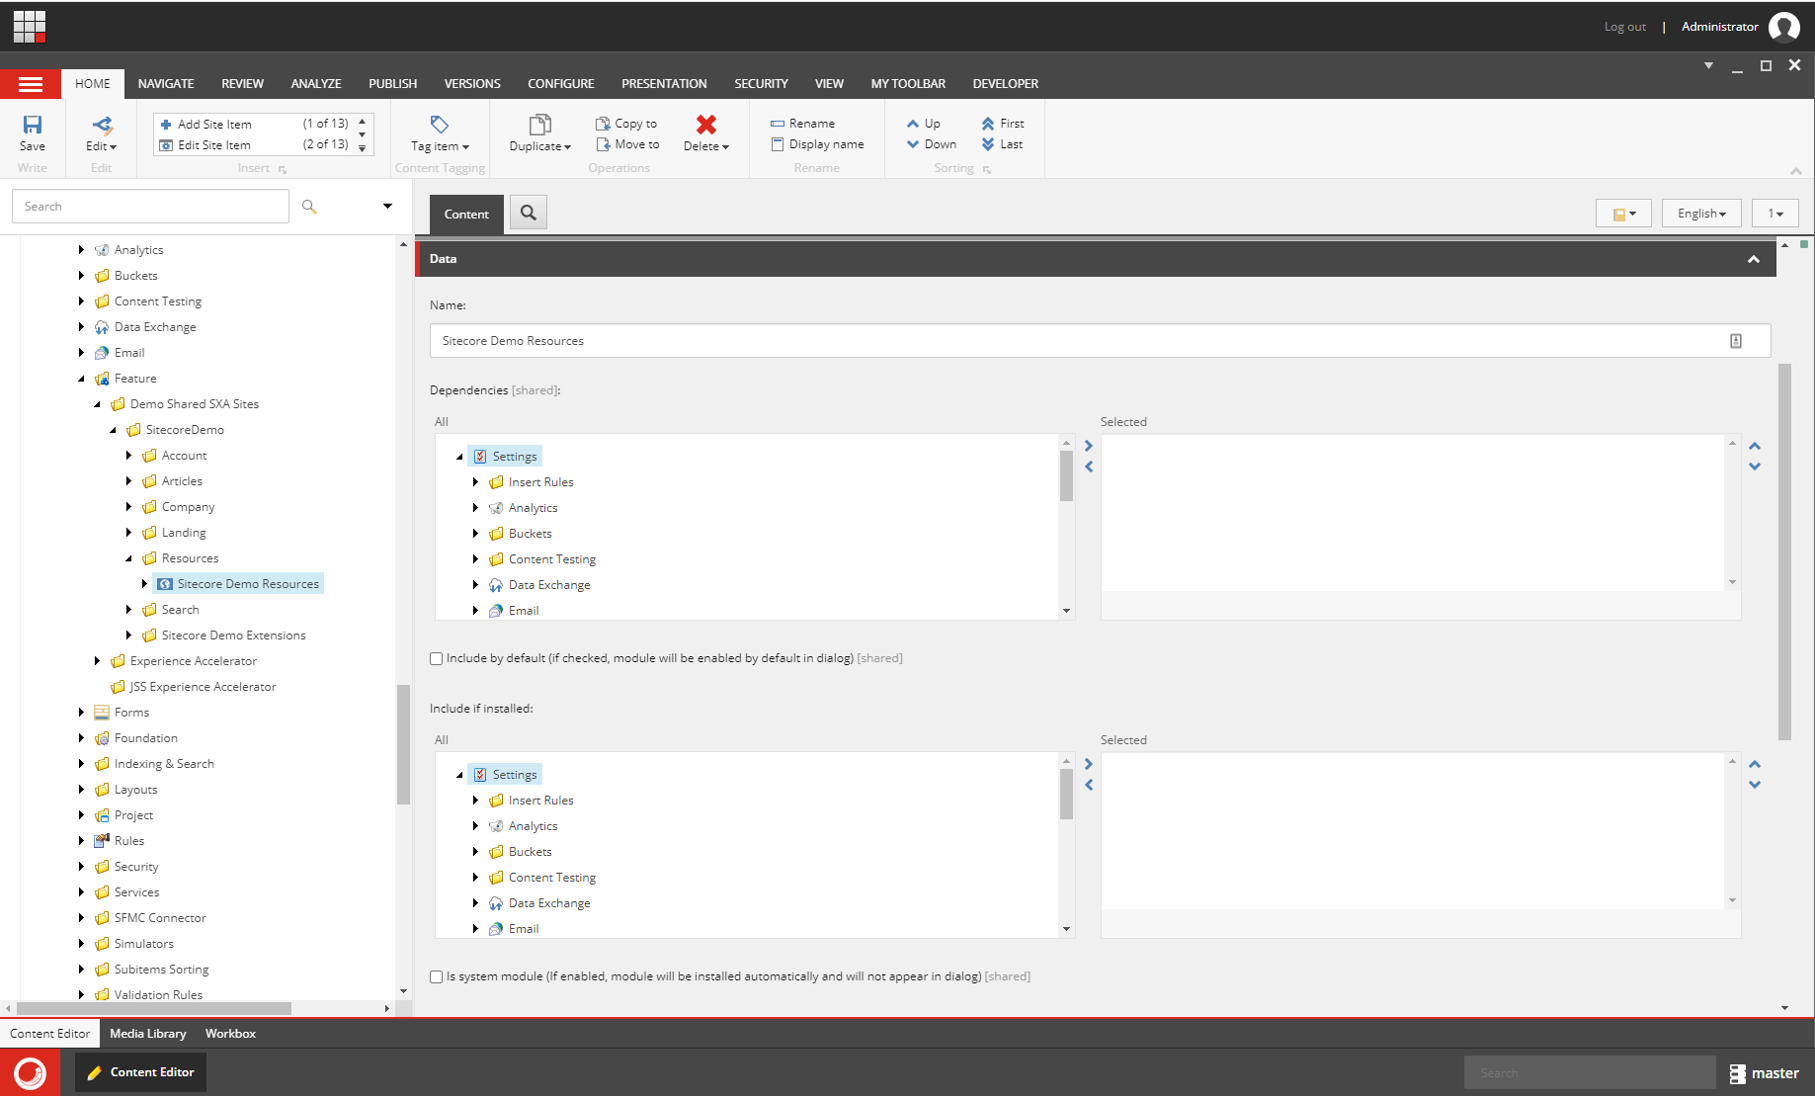 Log out | Administrator
HOME NAVIGATE REVIEW ANALYZE PUBLISH VERSIONS CONFIGURE PRESENTATION SECURITY VIEW MY TOOLBAR DEVELOPER
Add Site Item (1 of 13)
Edit Site Item (2 of 13)
Copy to
Move to
Rename
Display name
Up
Down
First
Last
Save Edit Tag item Duplicate Delete
Write Edit Insert Content Tagging Operations Rename Sorting
Search
Content
English 1
Analytics
Buckets
Content Testing
Data Exchange
Email
Feature
Demo Shared SXA Sites
SitecoreDemo
Account
Articles
Company
Landing
Resources
Sitecore Demo Resources
Search
Sitecore Demo Extensions
Experience Accelerator
JSS Experience Accelerator
Forms
Foundation
Indexing & Search
Layouts
Project
Rules
Security
Services
SFMC Connector
Simulators
Subitems Sorting
Validation Rules
Data
Name:
Sitecore Demo Resources
Dependencies [shared]:
All Selected
Settings
Insert Rules
Analytics
Buckets
Content Testing
Data Exchange
Email
Include by default (if checked, module will be enabled by default in dialog) [shared]
Include if installed:
All Selected
Settings
Insert Rules
Analytics
Buckets
Content Testing
Data Exchange
Email
Is system module (If enabled, module will be installed automatically and will not appear in dialog) [shared]
Content Editor Media Library Workbox
Content Editor
Search
master